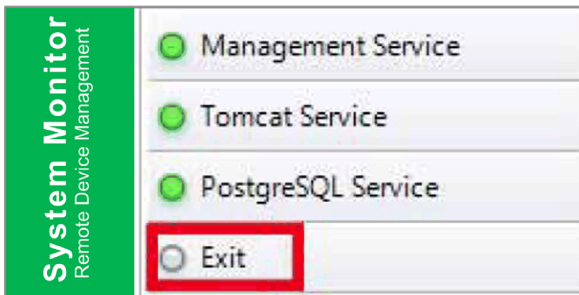 System Monitor
Remote Device Management
Management Service
Tomcat Service
PostgreSQL Service
Exit